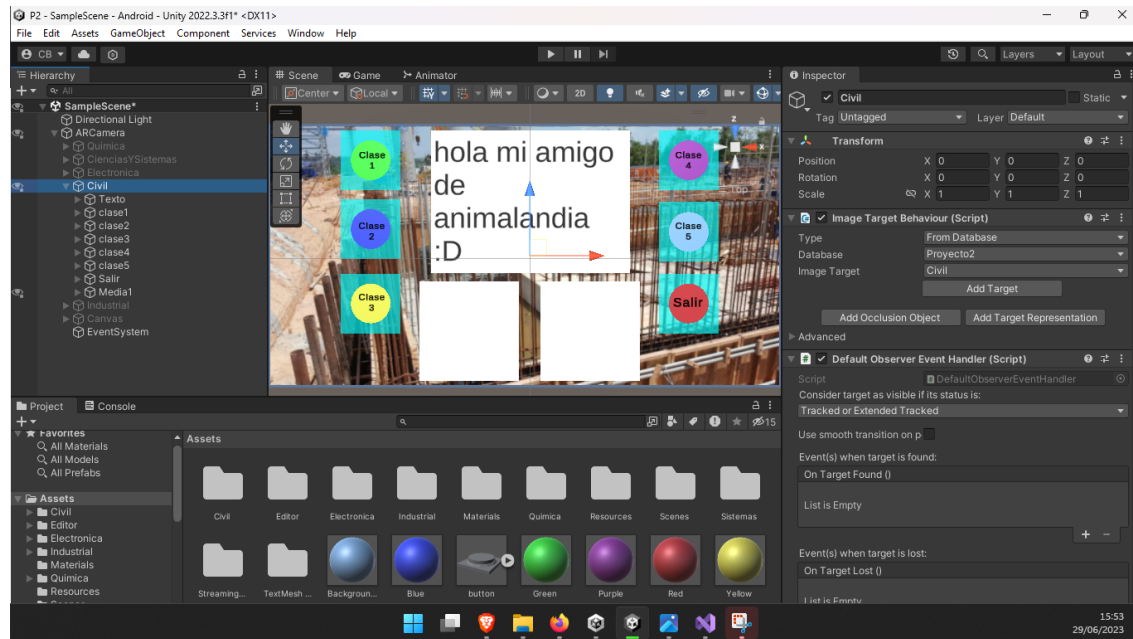 P2 - SampleScene - Android - Unity 2022.3.3f1* <DX11>
File Edit Assets GameObject Component Services Window Help
CB
Layers
Layout
Hierarchy
All
SampleScene*
Directional Light
ARCamera
Quimica
CienciasYSistemas
Electronica
Civil
Texto
clase1
clase2
clase3
clase4
clase5
Salir
Media1
Industrial
Canvas
EventSystem
Scene Game Animator
Center Local 2D
Clase
1
Clase
2
Clase
3
hola mi amigo
de
animalandia
:D
Clase
4
Clase
5
Salir
z
x
Top
Inspector
Civil Static
Tag Untagged Layer Default
Transform
Position X 0 Y 0 Z 0
Rotation X 0 Y 0 Z 0
Scale X 1 Y 1 Z 1
Image Target Behaviour (Script)
Type From Database
Database Proyecto2
Image Target Civil
Add Target
Add Occlusion Object Add Target Representation
Advanced
Default Observer Event Handler (Script)
Script DefaultObserverEventHandler
Consider target as visible if its status is:
Tracked or Extended Tracked
Use smooth transition on p
Event(s) when target is found:
On Target Found ()
List is Empty
Event(s) when target is lost:
On Target Lost ()
List is Empty
Project Console
15
Favorites
All Materials
All Models
All Prefabs
Assets
Civil
Editor
Electronica
Industrial
Materials
Quimica
Resources
Assets
Civil Editor Electronica Industrial Materials Quimica Resources Scenes Sistemas
Streaming... TextMesh ... Backgroun... Blue button Green Purple Red Yellow
15:53
29/06/2023